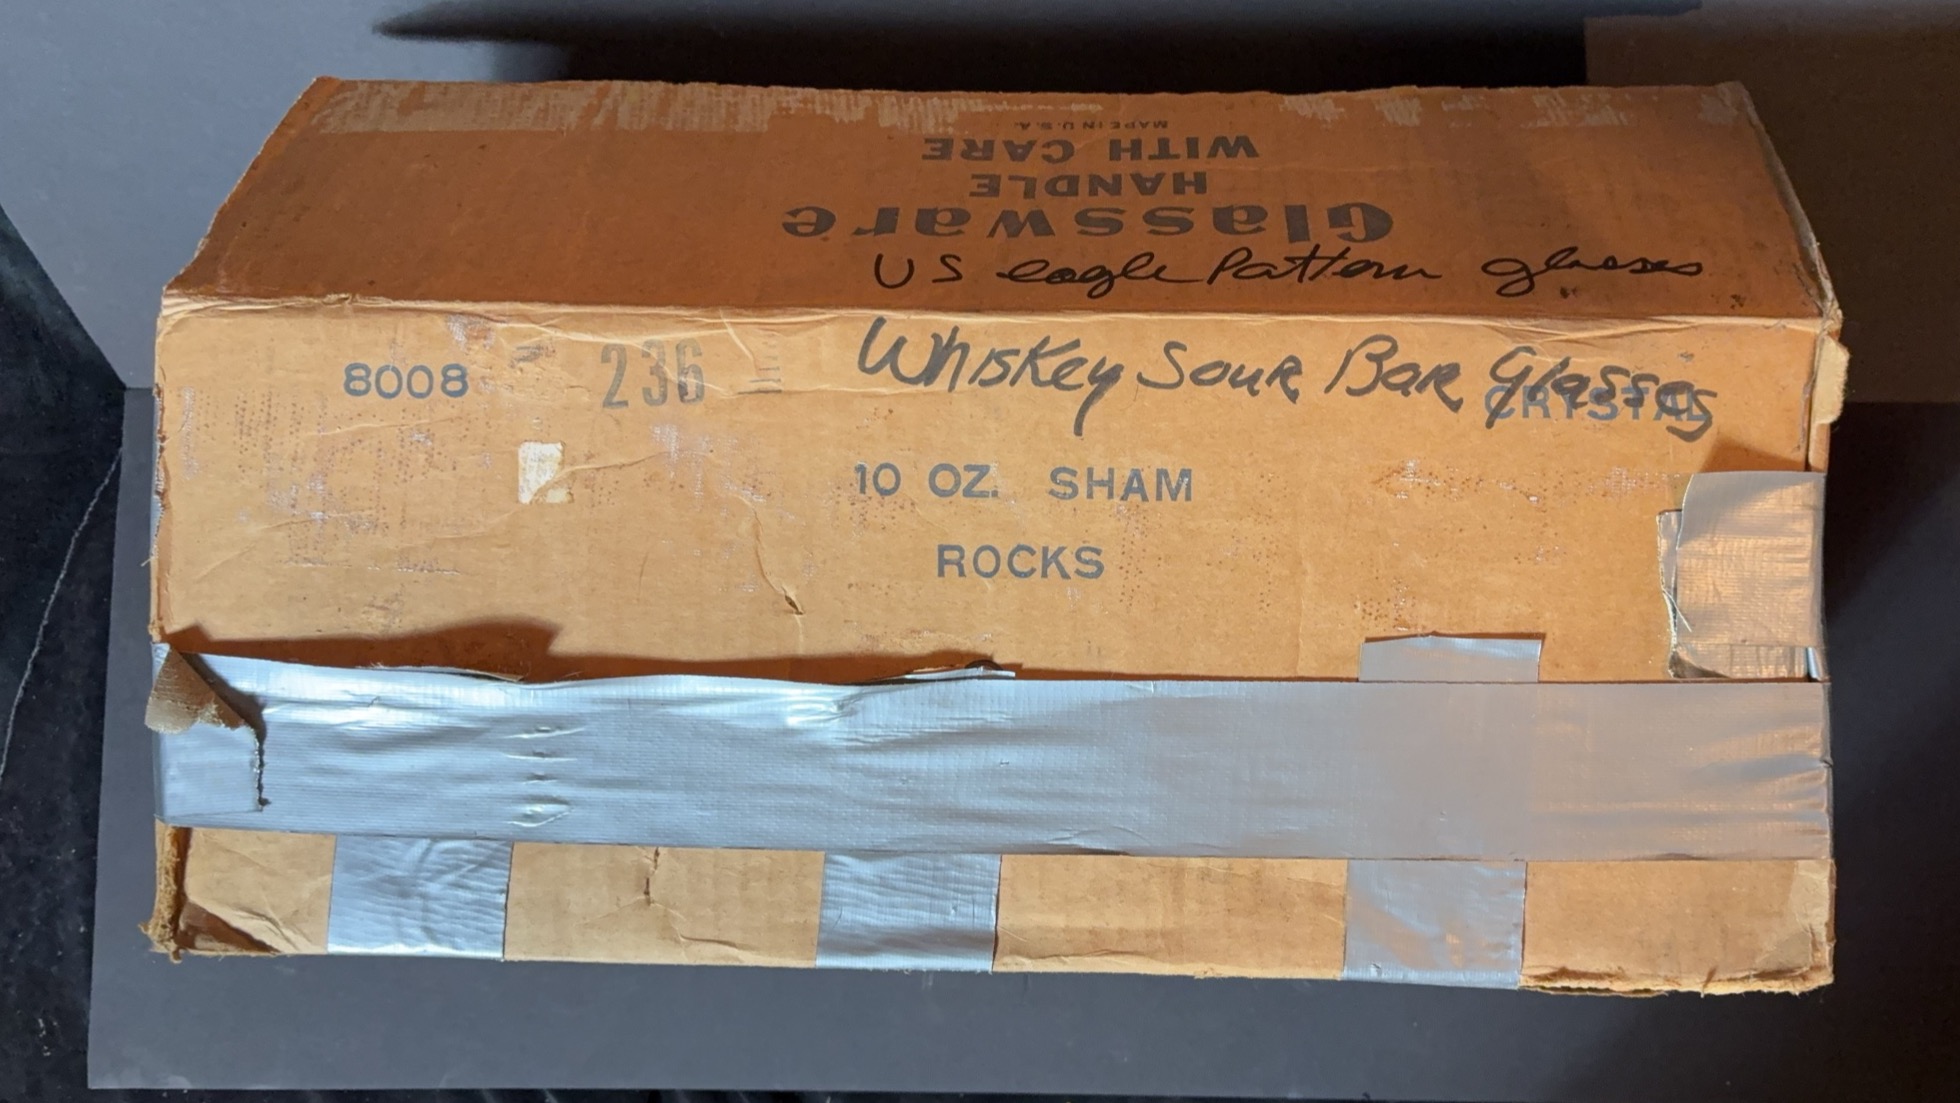 MADE IN U.S.A.
WITH CARE
HANDLE
Glassware
US eagle Pattern glasses
Whiskey Sour Bar Glasses
8008 236 CRYSTAL
10 OZ. SHAM
ROCKS